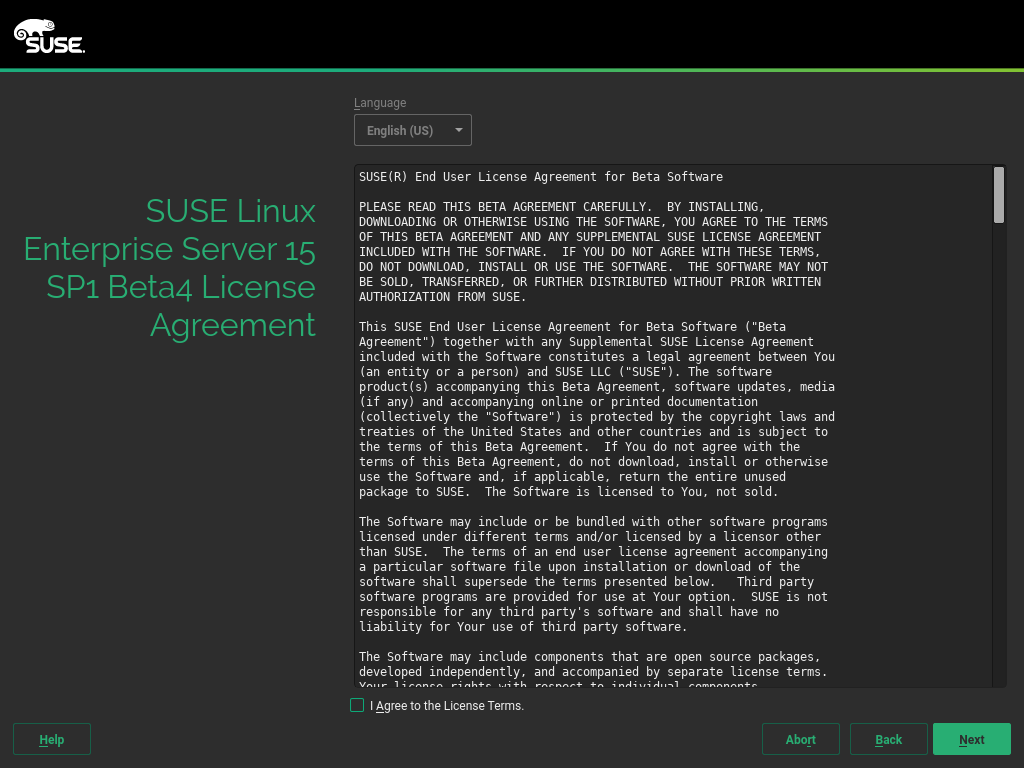 SUSE.
Language
English (US)
SUSE Linux
Enterprise Server 15
SP1 Beta4 License
Agreement
SUSE(R) End User License Agreement for Beta Software
PLEASE READ THIS BETA AGREEMENT CAREFULLY.  BY INSTALLING,
DOWNLOADING OR OTHERWISE USING THE SOFTWARE, YOU AGREE TO THE TERMS
OF THIS BETA AGREEMENT AND ANY SUPPLEMENTAL SUSE LICENSE AGREEMENT
INCLUDED WITH THE SOFTWARE.  IF YOU DO NOT AGREE WITH THESE TERMS,
DO NOT DOWNLOAD, INSTALL OR USE THE SOFTWARE.  THE SOFTWARE MAY NOT
BE SOLD, TRANSFERRED, OR FURTHER DISTRIBUTED WITHOUT PRIOR WRITTEN
AUTHORIZATION FROM SUSE.
This SUSE End User License Agreement for Beta Software ("Beta
Agreement") together with any Supplemental SUSE License Agreement
included with the Software constitutes a legal agreement between You
(an entity or a person) and SUSE LLC ("SUSE"). The software
product(s) accompanying this Beta Agreement, software updates, media
(if any) and accompanying online or printed documentation
(collectively the "Software") is protected by the copyright laws and
treaties of the United States and other countries and is subject to
the terms of this Beta Agreement.  If You do not agree with the
terms of this Beta Agreement, do not download, install or otherwise
use the Software and, if applicable, return the entire unused
package to SUSE.  The Software is licensed to You, not sold.
The Software may include or be bundled with other software programs
licensed under different terms and/or licensed by a licensor other
than SUSE.  The terms of an end user license agreement accompanying
a particular software file upon installation or download of the
software shall supersede the terms presented below.   Third party
software programs are provided for use at Your option.  SUSE is not
responsible for any third party's software and shall have no
liability for Your use of third party software.
The Software may include components that are open source packages,
developed independently, and accompanied by separate license terms.
Your license rights with respect to individual components
I Agree to the License Terms.
Help
Abort
Back
Next